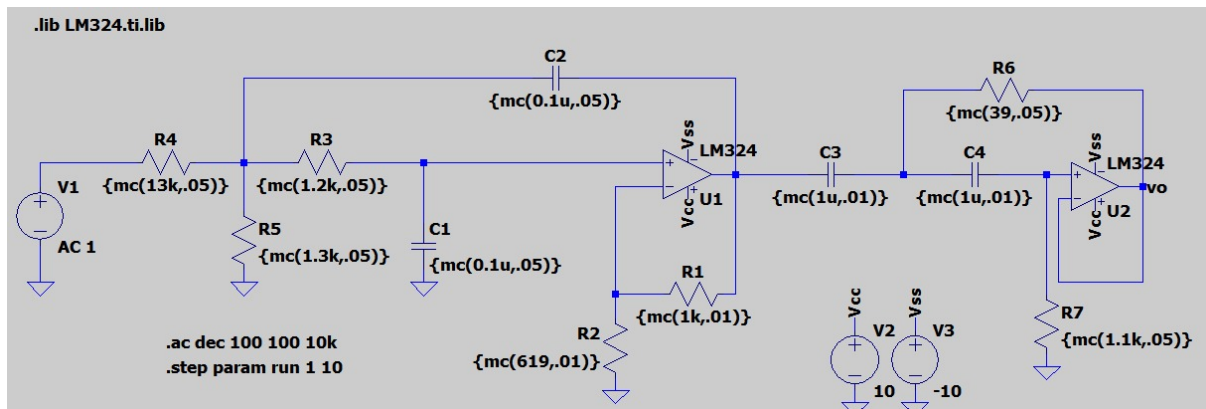 .lib LM324.ti.lib
C2
{mc(0.1u,.05)}
R6
{mc(39,.05)}
R4
{mc(13k,.05)}
R3
{mc(1.2k,.05)}
Vss
LM324
Vcc
U1
C3
{mc(1u,.01)}
C4
{mc(1u,.01)}
Vss
LM324
Vcc
U2
vo
V1
AC 1
R5
{mc(1.3k,.05)}
C1
{mc(0.1u,.05)}
R1
{mc(1k,.01)}
R2
{mc(619,.01)}
Vcc
V2
10
Vss
V3
-10
R7
{mc(1.1k,.05)}
.ac dec 100 100 10k
.step param run 1 10